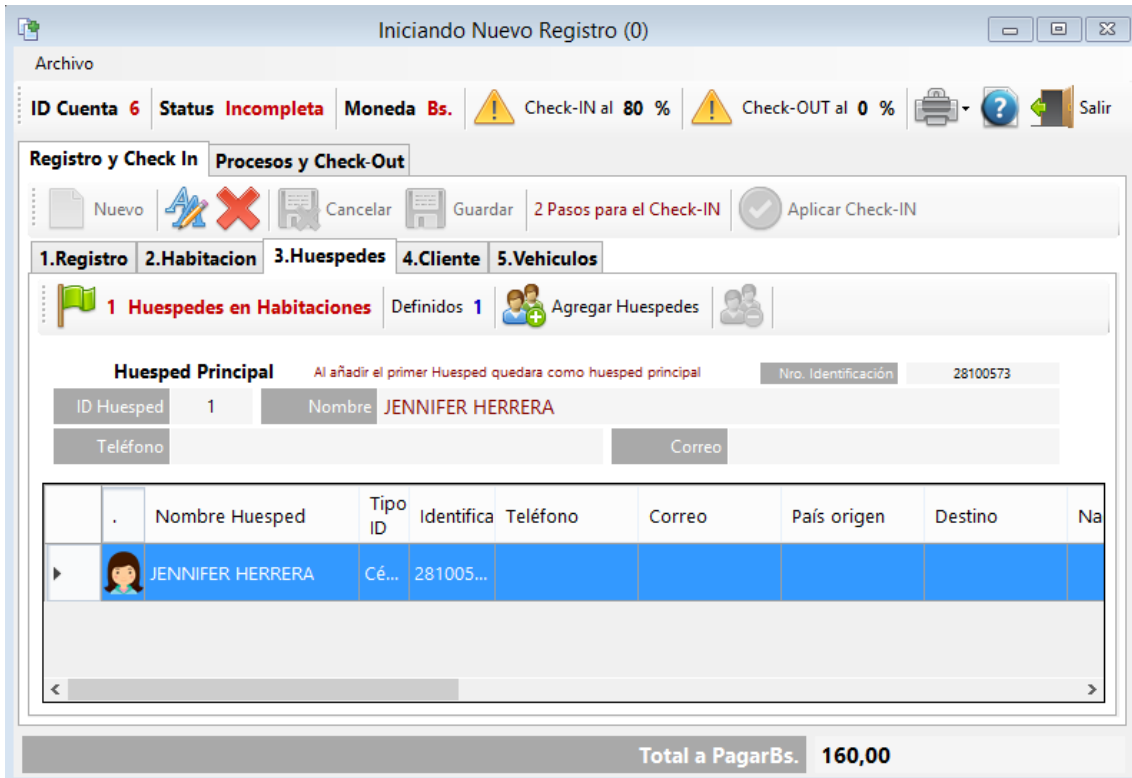 Iniciando Nuevo Registro (0)
Archivo
ID Cuenta 6 Status Incompleta Moneda Bs. Check-IN al 80 % Check-OUT al 0 % Salir
Registro y Check In Procesos y Check-Out
Nuevo Cancelar Guardar 2 Pasos para el Check-IN Aplicar Check-IN
1.Registro 2.Habitacion 3.Huespedes 4.Cliente 5.Vehiculos
1 Huespedes en Habitaciones Definidos 1 Agregar Huespedes
Huesped Principal Al añadir el primer Huesped quedara como huesped principal Nro. Identificación 28100573
ID Huesped 1 Nombre JENNIFER HERRERA
Teléfono Correo
. Nombre Huesped Tipo ID Identifica Teléfono Correo País origen Destino Na
JENNIFER HERRERA Cé... 281005...
Total a PagarBs. 160,00